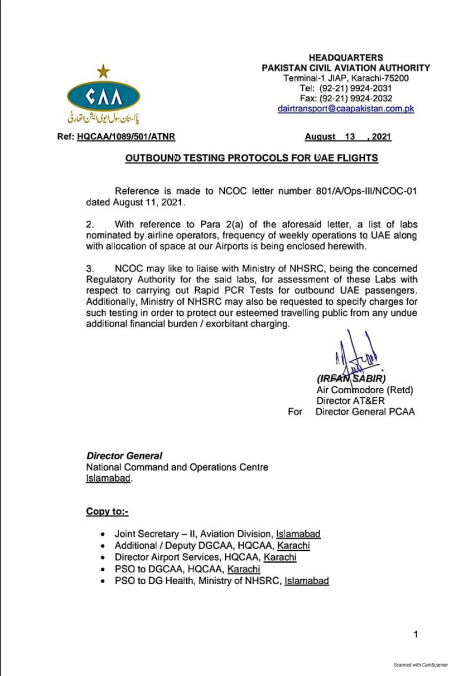 HEADQUARTERS
PAKISTAN CIVIL AVIATION AUTHORITY
Terminal-1 JIAP, Karachi-75200
Tel: (92-21) 9924-2031
Fax: (92-21) 9924-2032
dairtransport@caapakistan.com.pk
CAA
پاکستان سول ایوی ایشن اتھارٹی
Ref: HQCAA/1089/501/ATNR
August 13 , 2021
OUTBOUND TESTING PROTOCOLS FOR UAE FLIGHTS
Reference is made to NCOC letter number 801/A/Ops-III/NCOC-01
dated August 11, 2021.
2. With reference to Para 2(a) of the aforesaid letter, a list of labs
nominated by airline operators, frequency of weekly operations to UAE along
with allocation of space at our Airports is being enclosed herewith.
3. NCOC may like to liaise with Ministry of NHSRC, being the concerned
Regulatory Authority for the said labs, for assessment of these Labs with
respect to carrying out Rapid PCR Tests for outbound UAE passengers.
Additionally, Ministry of NHSRC may also be requested to specify charges for
such testing in order to protect our esteemed travelling public from any undue
additional financial burden / exorbitant charging.
(IRFAN SABIR)
Air Commodore (Retd)
Director AT&ER
For Director General PCAA
Director General
National Command and Operations Centre
Islamabad.
Copy to:-
• Joint Secretary – II, Aviation Division, Islamabad
• Additional / Deputy DGCAA, HQCAA, Karachi
• Director Airport Services, HQCAA, Karachi
• PSO to DGCAA, HQCAA, Karachi
• PSO to DG Health, Ministry of NHSRC, Islamabad
1
Scanned with CamScanner